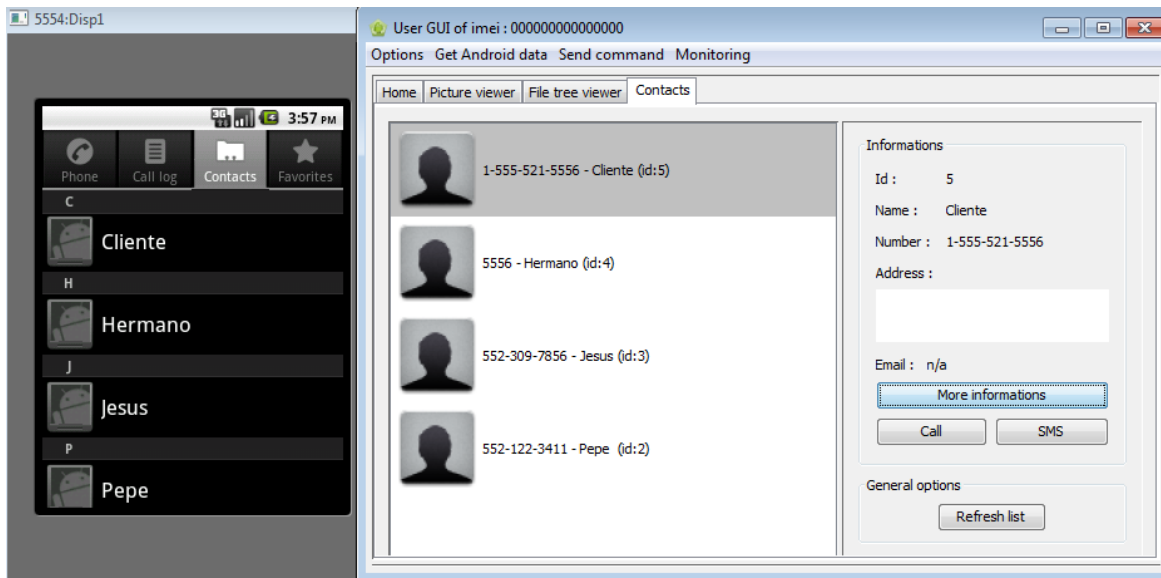 5554:Disp1
3G
3:57 PM
Phone Call log Contacts Favorites
C
Cliente
H
Hermano
J
Jesus
P
Pepe
User GUI of imei : 000000000000000
Options Get Android data Send command Monitoring
Home Picture viewer File tree viewer Contacts
1-555-521-5556 - Cliente (id:5)
5556 - Hermano (id:4)
552-309-7856 - Jesus (id:3)
552-122-3411 - Pepe (id:2)
Informations
Id : 5
Name : Cliente
Number : 1-555-521-5556
Address :
Email : n/a
More informations
Call SMS
General options
Refresh list